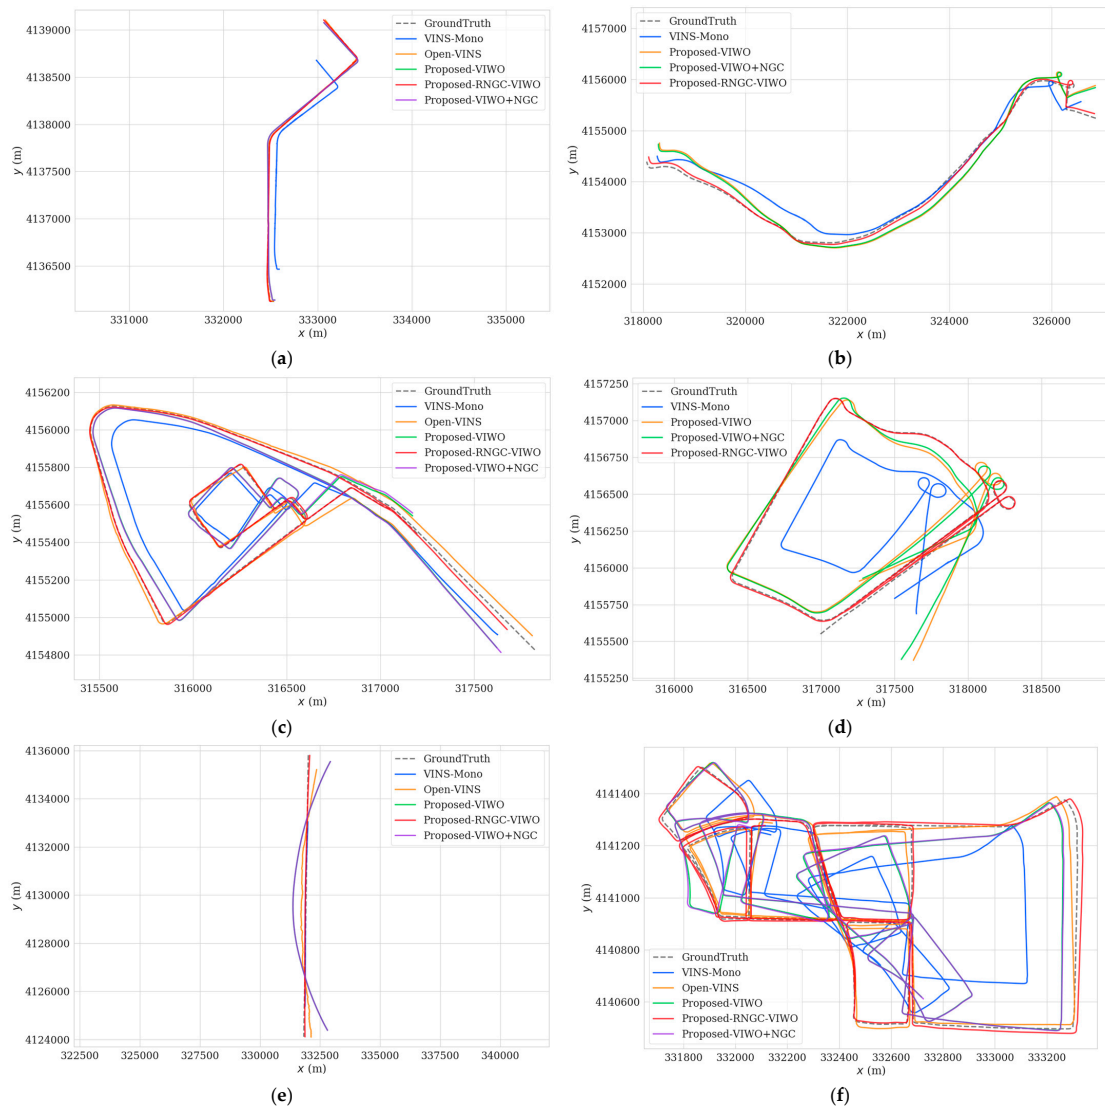 GroundTruth
VINS-Mono
Open-VINS
Proposed-VIWO
Proposed-RNGC-VIWO
Proposed-VIWO+NGC
4139000
4138500
4138000
4137500
4137000
4136500
y (m)
331000 332000 333000 334000 335000
x (m)
(a)
GroundTruth
VINS-Mono
Proposed-VIWO
Proposed-VIWO+NGC
Proposed-RNGC-VIWO
4157000
4156000
4155000
4154000
4153000
4152000
y (m)
318000 320000 322000 324000 326000
x (m)
(b)
GroundTruth
VINS-Mono
Open-VINS
Proposed-VIWO
Proposed-RNGC-VIWO
Proposed-VIWO+NGC
4156200
4156000
4155800
4155600
4155400
4155200
4155000
4154800
y (m)
315500 316000 316500 317000 317500
x (m)
(c)
GroundTruth
VINS-Mono
Proposed-VIWO
Proposed-VIWO+NGC
Proposed-RNGC-VIWO
4157250
4157000
4156750
4156500
4156250
4156000
4155750
4155500
4155250
y (m)
316000 316500 317000 317500 318000 318500
x (m)
(d)
GroundTruth
VINS-Mono
Open-VINS
Proposed-VIWO
Proposed-RNGC-VIWO
Proposed-VIWO+NGC
4136000
4134000
4132000
4130000
4128000
4126000
4124000
y (m)
322500 325000 327500 330000 332500 335000 337500 340000
x (m)
(e)
GroundTruth
VINS-Mono
Open-VINS
Proposed-VIWO
Proposed-RNGC-VIWO
Proposed-VIWO+NGC
4141400
4141200
4141000
4140800
4140600
y (m)
331800 332000 332200 332400 332600 332800 333000 333200
x (m)
(f)